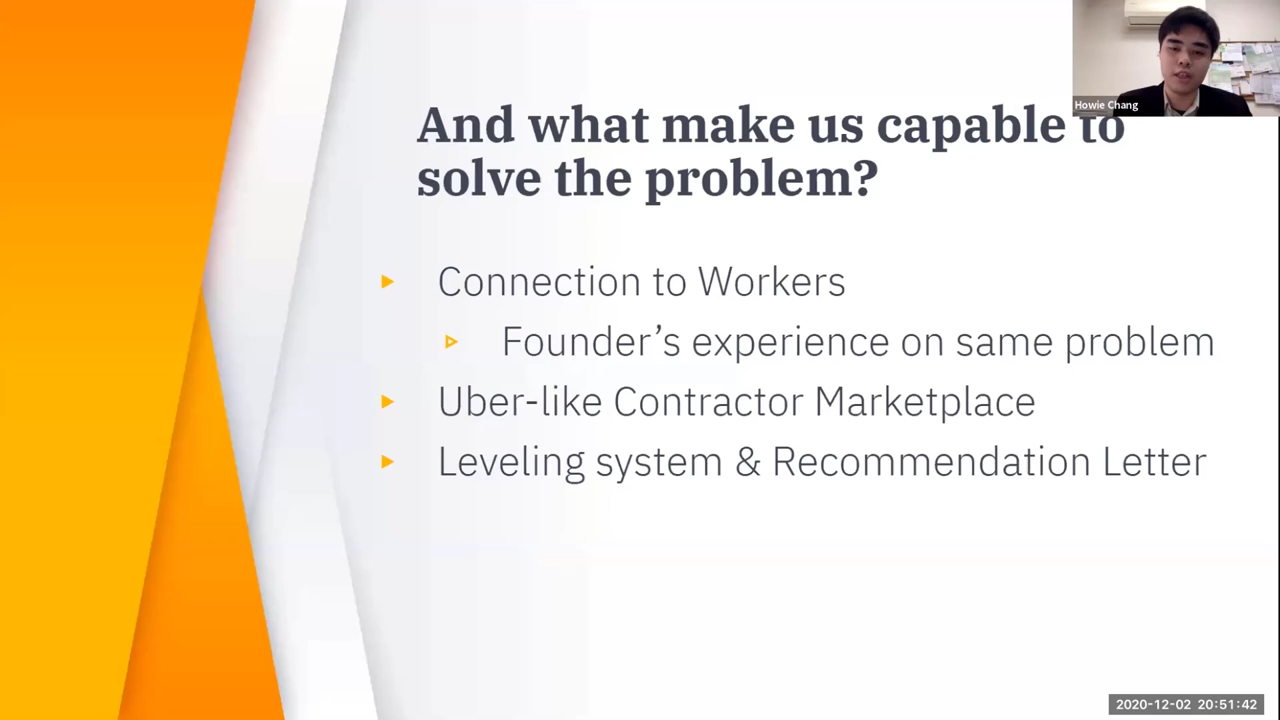 Howie Chang
And what make us capable to
solve the problem?
Connection to Workers
Founder’s experience on same problem
Uber-like Contractor Marketplace
Leveling system & Recommendation Letter
2020-12-02 20:51:42